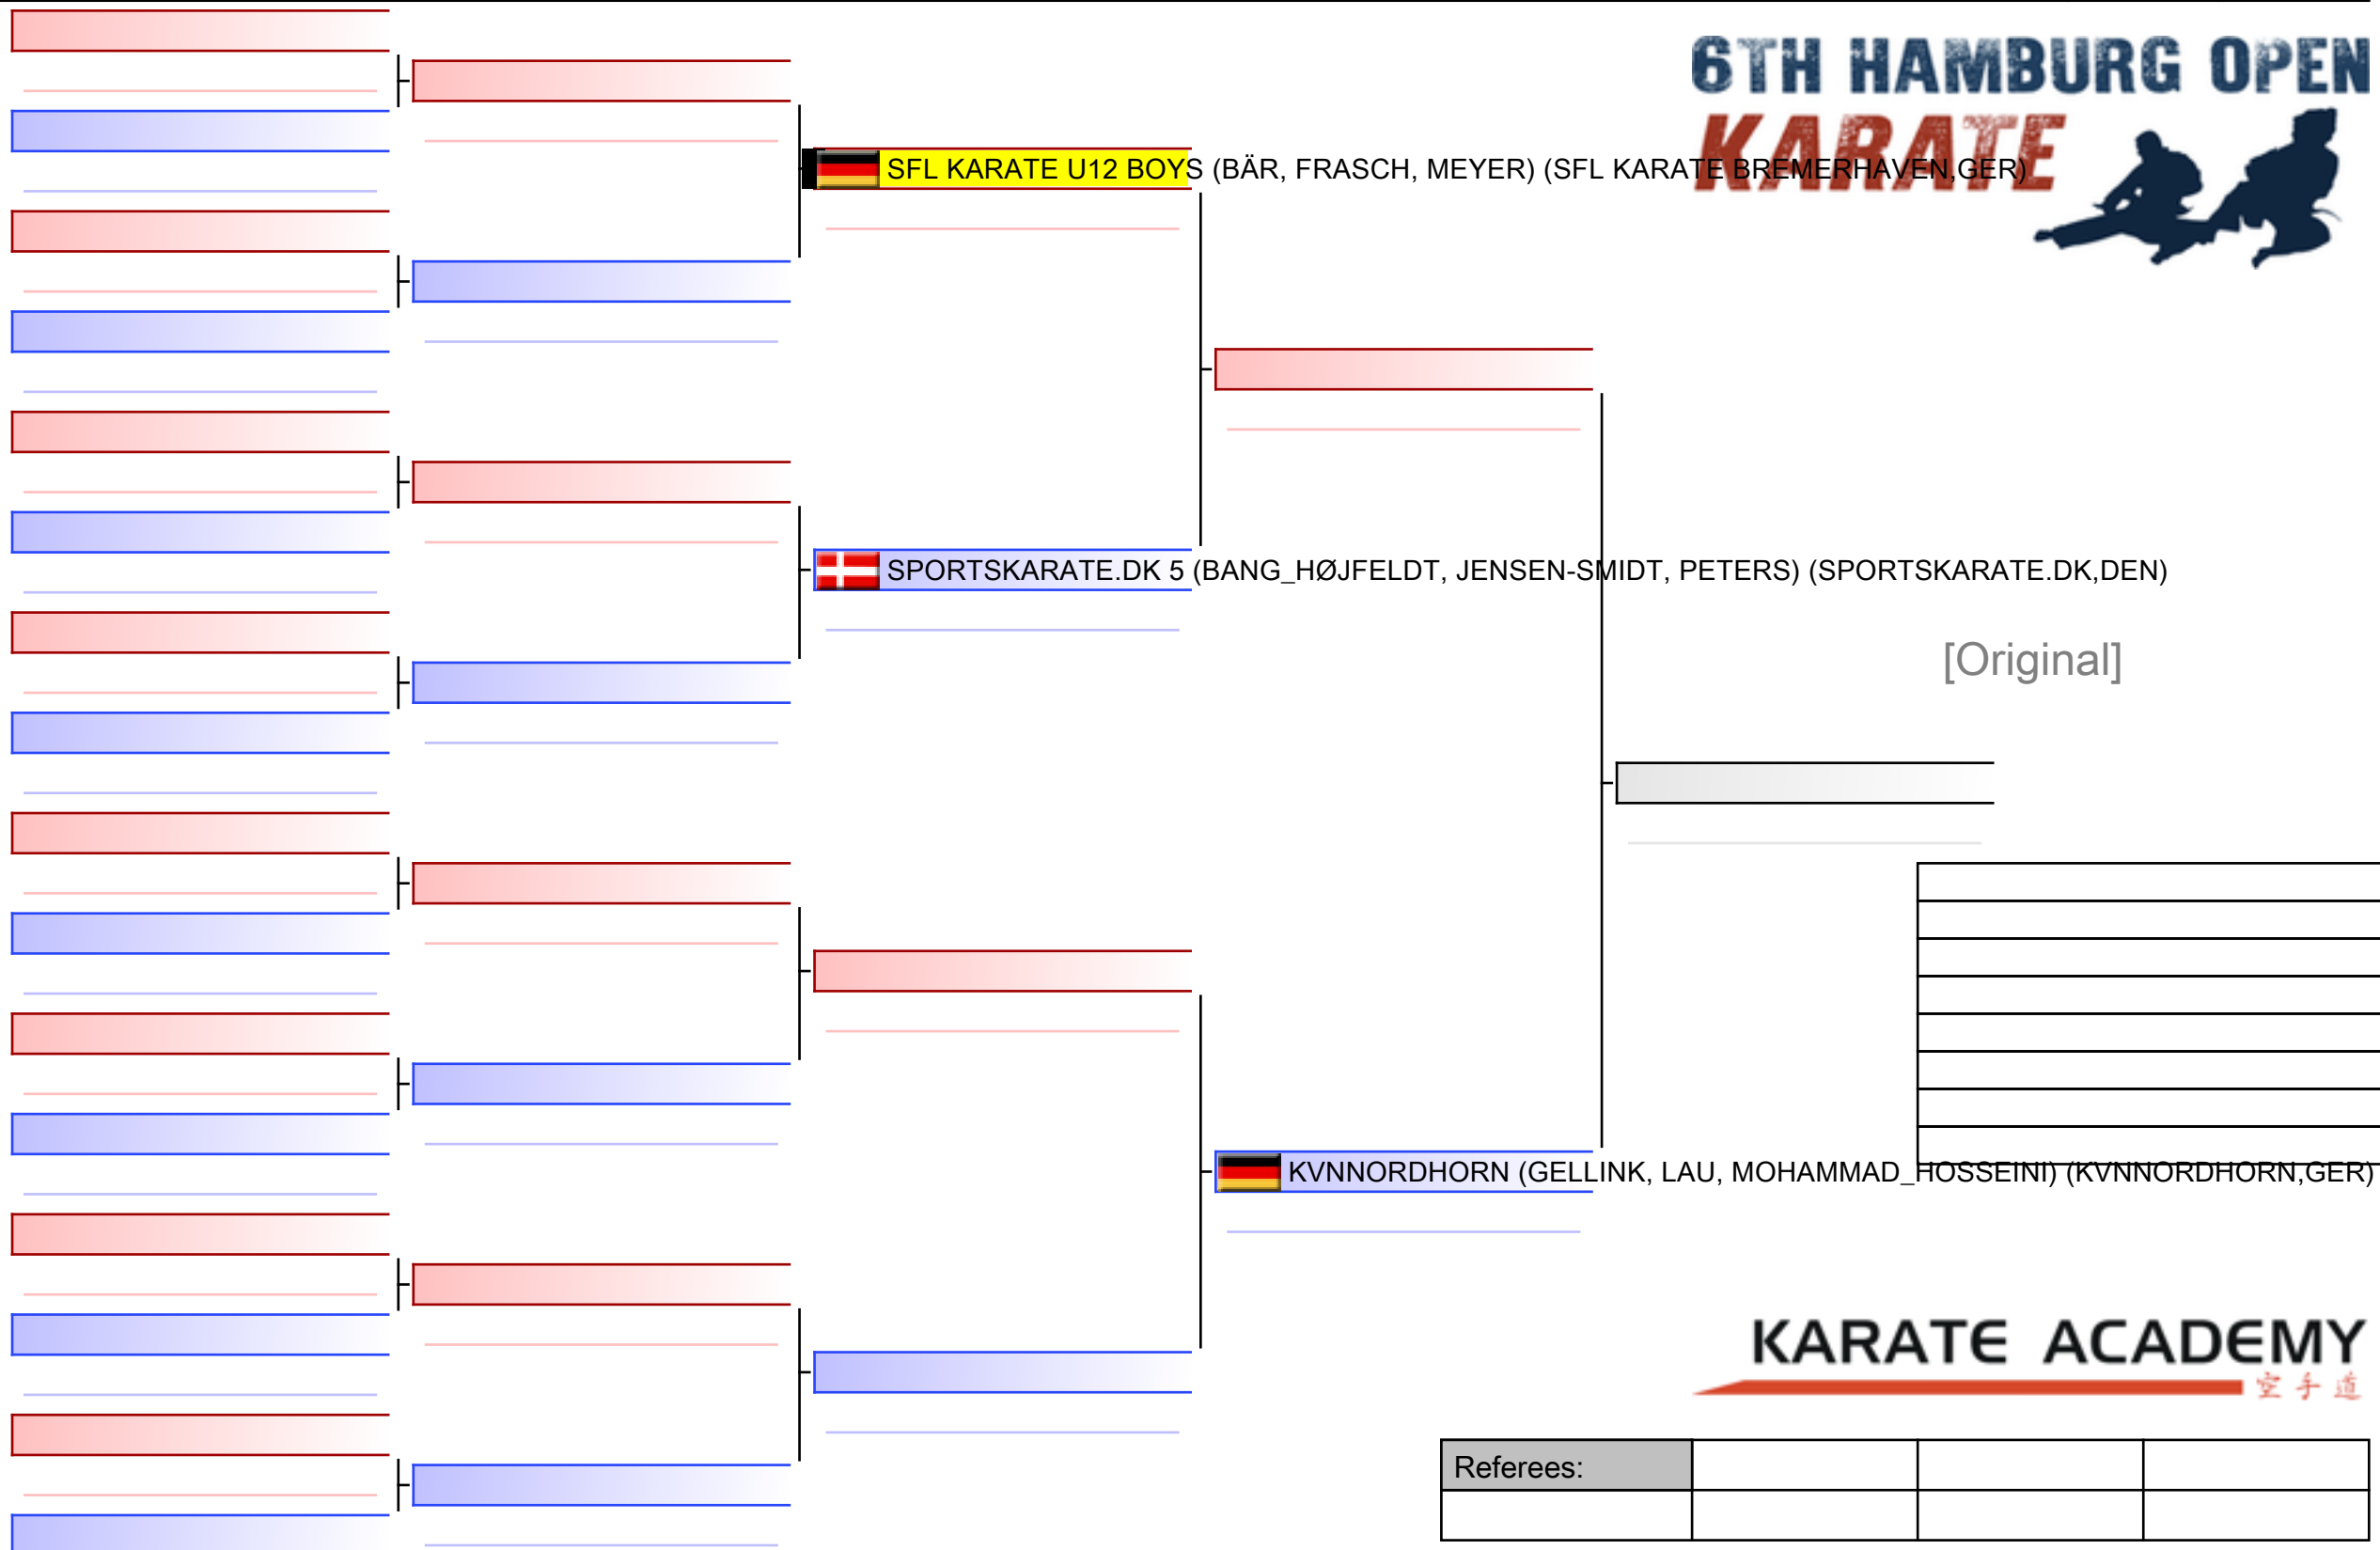 6TH HAMBURG OPEN
KARATE
SFL KARATE U12 BOYS (BÄR, FRASCH, MEYER) (SFL KARATE BREMERHAVEN,GER)
SPORTSKARATE.DK 5 (BANG_HØJFELDT, JENSEN-SMIDT, PETERS) (SPORTSKARATE.DK,DEN)
[Original]
KVNNORDHORN (GELLINK, LAU, MOHAMMAD_HOSSEINI) (KVNNORDHORN,GER)
KARATE ACADEMY
空手道
Referees: